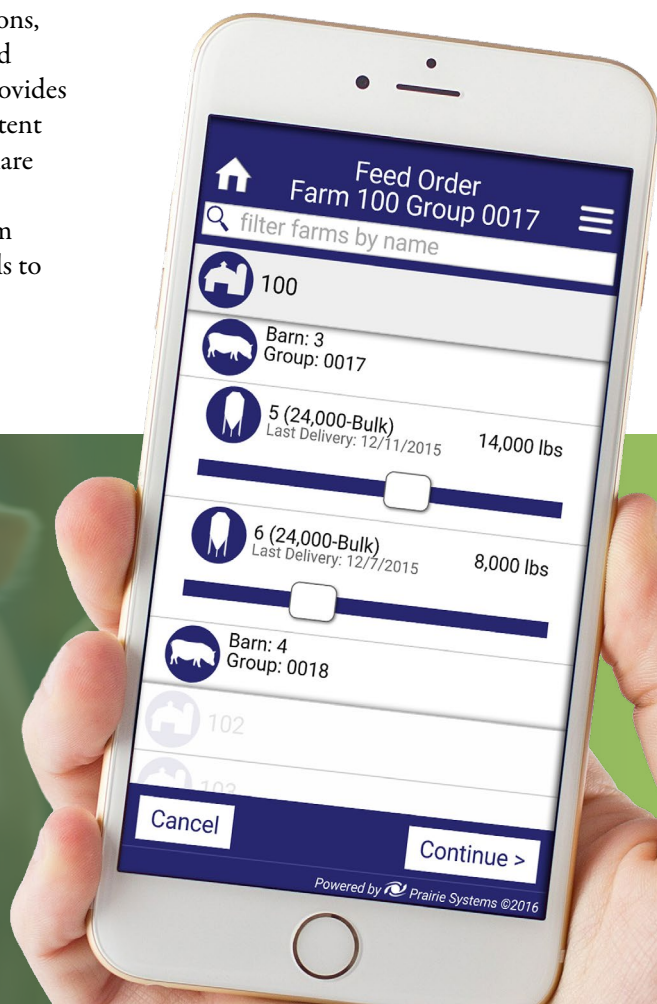 ons,
d
ovides
tent
are
m
ls to
Feed Order
Farm 100 Group 0017
filter farms by name
100
Barn: 3
Group: 0017
5 (24,000-Bulk)
Last Delivery: 12/11/2015
14,000 lbs
6 (24,000-Bulk)
Last Delivery: 12/7/2015
8,000 lbs
Barn: 4
Group: 0018
102
103
Cancel
Continue >
Powered by Prairie Systems ©2016